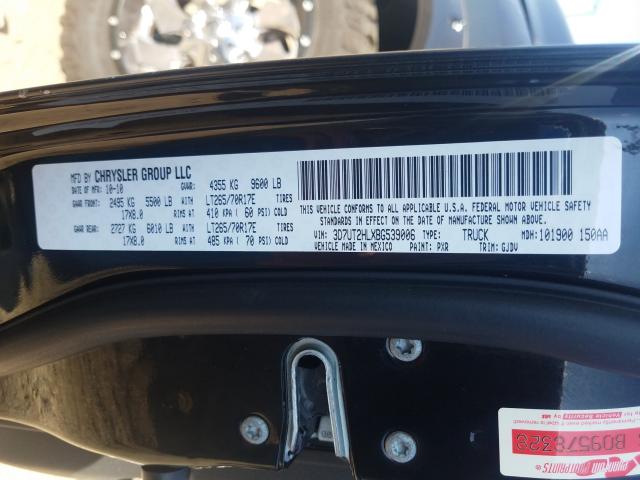 MFD BY CHRYSLER GROUP LLC
DATE OF MFR 10-10 GVWR: 4355 KG 9600 LB
GAWR FRONT: 2495 KG 5500 LB WITH LT265/70R17E TIRES
17X8.0 RIMS AT 410 KPA ( 60 PSI) COLD
GAWR REAR: 2727 KG 6010 LB WITH LT265/70R17E TIRES
17X8.0 RIMS AT 485 KPA ( 70 PSI) COLD
THIS VEHICLE CONFORMS TO ALL APPLICABLE U.S.A. FEDERAL MOTOR VEHICLE SAFETY
STANDARDS IN EFFECT ON THE DATE OF MANUFACTURE SHOWN ABOVE.
VIN: 3D7UT2HLXBG539006 TYPE: TRUCK MDH: 101900 150AA
VEHICLE MADE IN MEXICO PAINT: PXR TRIM: GJDV
B09578323
PHANTOM FOOTPRINTS®